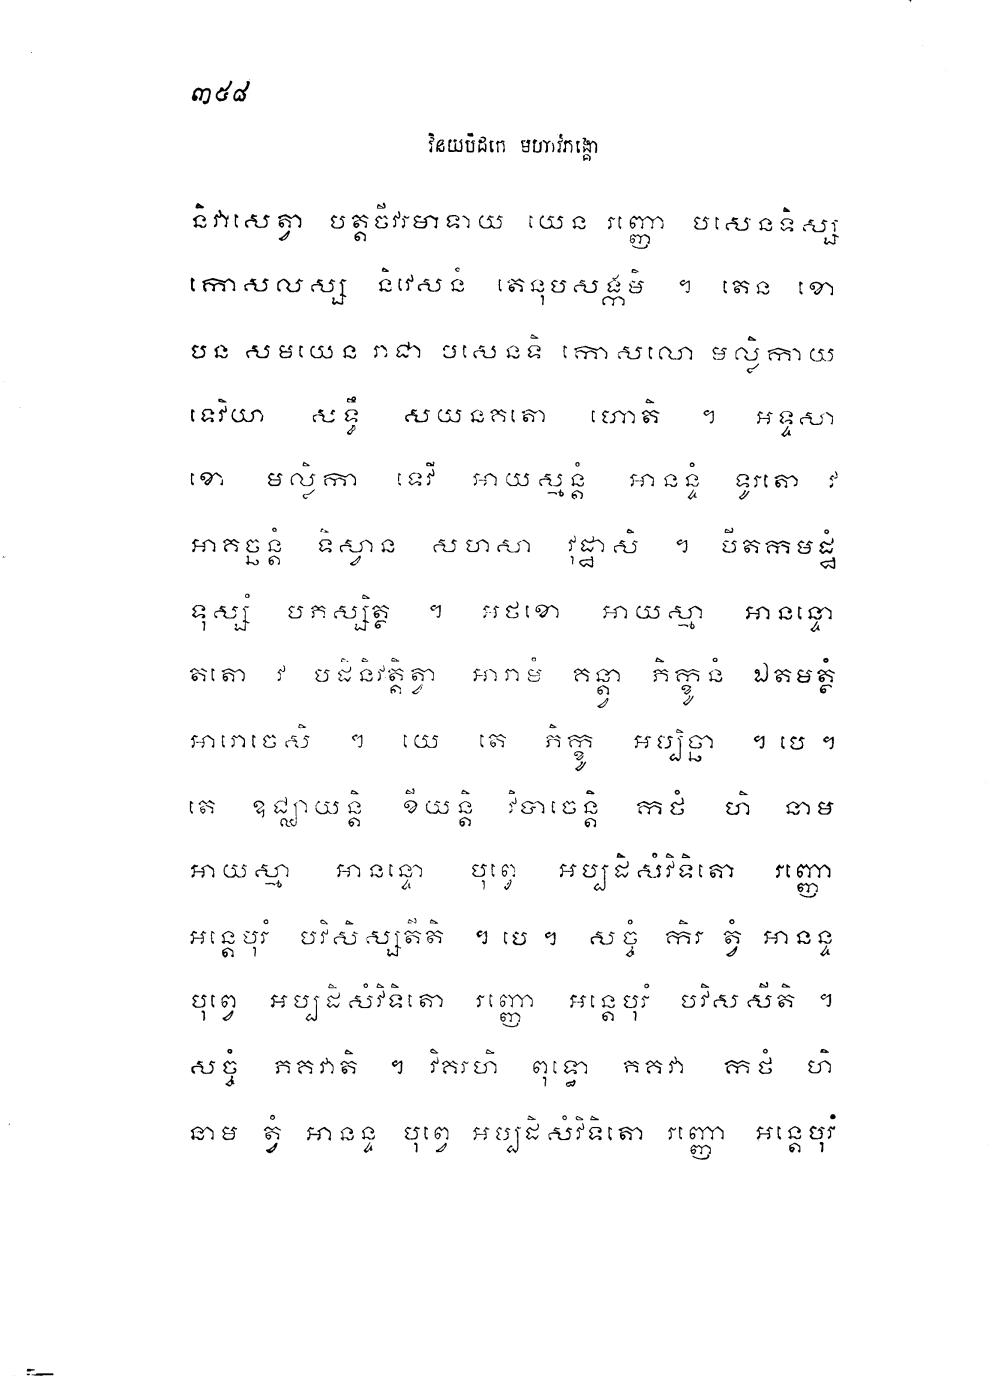 ៣៥៨
វិនយបិដកេ មហាវិភង្គោ
និវាសេត្វា បត្តចីវរមាទាយ យេន រញ្ញោ បសេនទិស្ស
កោសលស្ស និវេសនំ តេនុបសង្កមិ ។ តេន ខោ
បន សមយេន រាជា បសេនទិ កោសលោ មល្លិកាយ
ទេវិយា សទ្ធឹ សយនគតោ ហោតិ ។ អទ្ទសា
ខោ មល្លិកា ទេវី អាយស្មន្តំ អានន្ទំ ទូរតោ វ
អាគច្ឆន្តំ ទិស្វាន សហសា វុដ្ឋាសិ ។ បីតកមដ្ឋំ
ទុស្សំ បភស្សិត្ថ ។ អថខោ អាយស្មា អានន្ទោ
តតោ វ បដិនិវត្តិត្វា អារាមំ គន្ត្វា ភិក្ខូនំ ឯតមត្ថំ
អារោចេសិ ។ យេ តេ ភិក្ខូ អប្បិច្ឆា ។ បេ ។
តេ ឧជ្ឈាយន្តិ ខីយន្តិ វិបាចេន្តិ កថំ ហិ នាម
អាយស្មា អានន្ទោ បុព្វេ អប្បដិសំវិទិតោ រញ្ញោ
អន្តេបុរំ បវិសិស្សតីតិ ។ បេ ។ សច្ចំ កិរ ត្វំ អានន្ទ
បុព្វេ អប្បដិសំវិទិតោ រញ្ញោ អន្តេបុរំ បវិសសីតិ ។
សច្ចំ ភគវាតិ ។ វិគរហិ ពុទ្ធោ ភគវា កថំ ហិ
នាម ត្វំ អានន្ទ បុព្វេ អប្បដិសំវិទិតោ រញ្ញោ អន្តេបុរំ